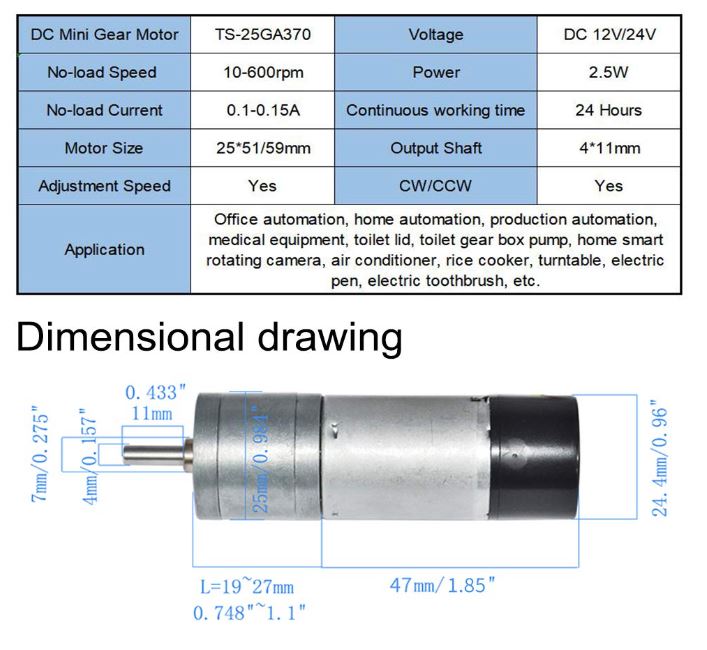 DC Mini Gear Motor TS-25GA370 Voltage DC 12V/24V
No-load Speed 10-600rpm Power 2.5W
No-load Current 0.1-0.15A Continuous working time 24 Hours
Motor Size 25*51/59mm Output Shaft 4*11mm
Adjustment Speed Yes CW/CCW Yes
Application
Office automation, home automation, production automation,
medical equipment, toilet lid, toilet gear box pump, home smart
rotating camera, air conditioner, rice cooker, turntable, electric
pen, electric toothbrush, etc.
Dimensional drawing
0.433"
11mm
7mm/0.275"
4mm/0.157"
25mm/0.984"
24.4mm/0.96"
L=19~27mm
0.748"~1.1"
47mm/1.85"